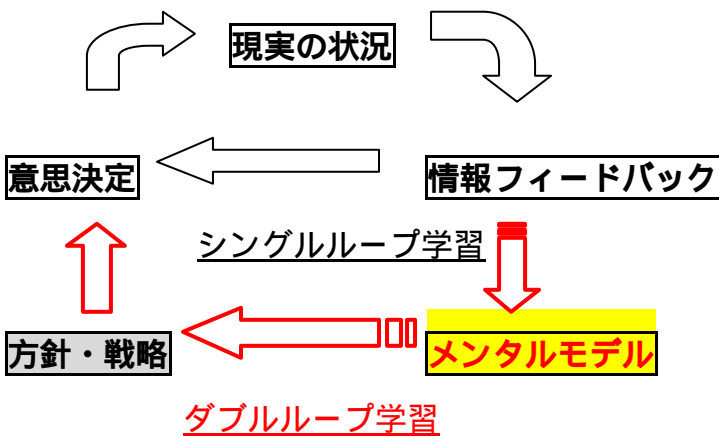 現実の状況
意思決定
情報フィードバック
シングルループ学習
方針・戦略
メンタルモデル
ダブルループ学習